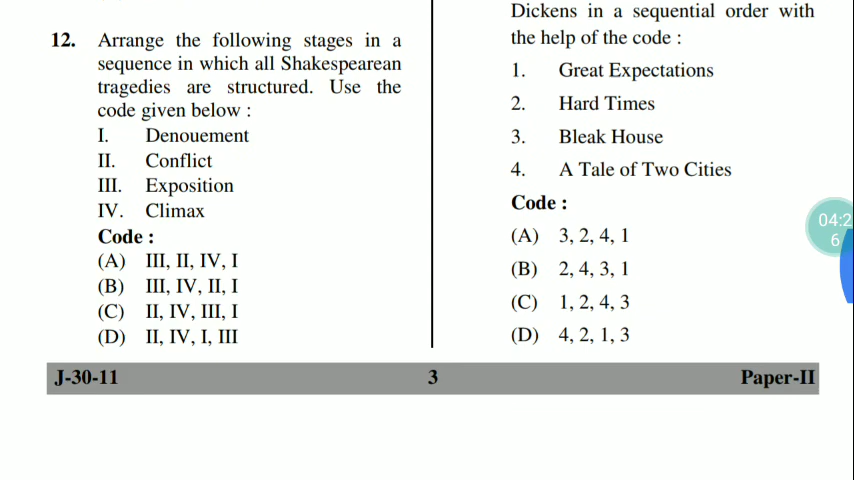 12. Arrange the following stages in a
sequence in which all Shakespearean
tragedies are structured. Use the
code given below :
I. Denouement
II. Conflict
III. Exposition
IV. Climax
Code :
(A) III, II, IV, I
(B) III, IV, II, I
(C) II, IV, III, I
(D) II, IV, I, III
Dickens in a sequential order with
the help of the code :
1. Great Expectations
2. Hard Times
3. Bleak House
4. A Tale of Two Cities
Code :
(A) 3, 2, 4, 1
(B) 2, 4, 3, 1
(C) 1, 2, 4, 3
(D) 4, 2, 1, 3
04:2
6
J-30-11 3 Paper-II